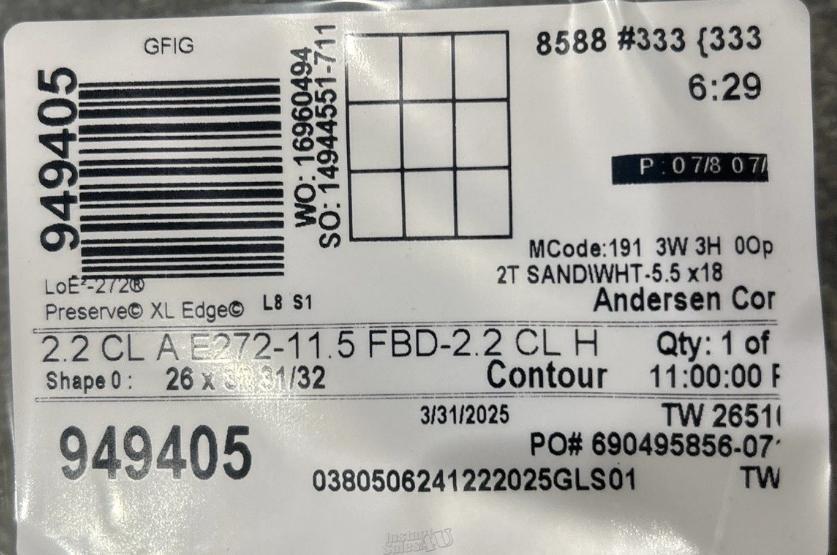 GFIG
949405
WO: 16960494
SO: 14944551-711
8588 #333 {333
6:29
P:07/8 07/
MCode:191 3W 3H 0Op
2T SAND\WHT-5.5 x18
LoE²-272®
Preserve© XL Edge© L8 S1
Andersen Cor
2.2 CL A E272-11.5 FBD-2.2 CL H Qty: 1 of
Shape 0: 26 x 31/32 Contour 11:00:00
3/31/2025 TW 2651
949405
PO# 690495856-07
0380506241222025GLS01 TW